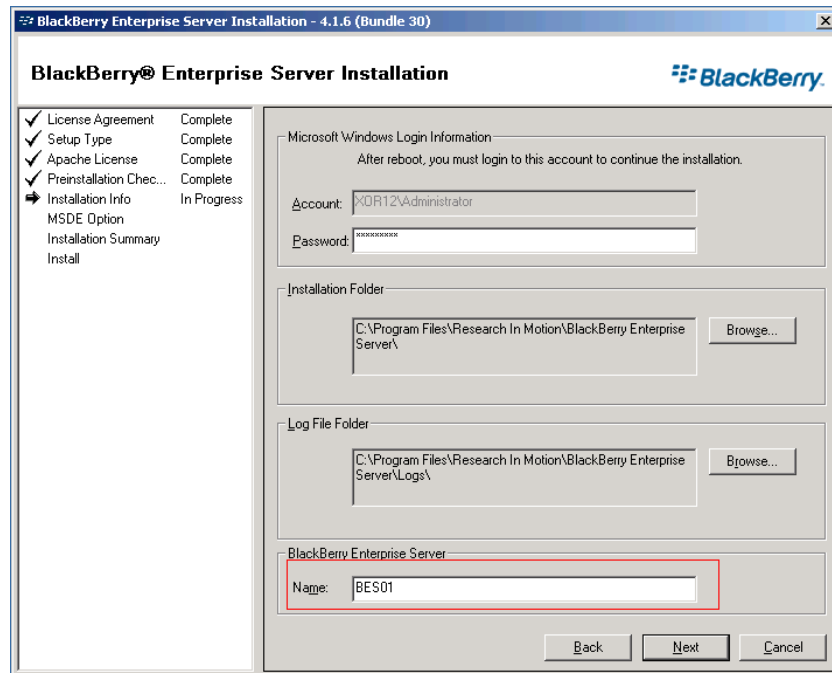 BlackBerry Enterprise Server Installation - 4.1.6 (Bundle 30)
BlackBerry® Enterprise Server Installation
BlackBerry.
License Agreement Complete
Setup Type Complete
Apache License Complete
Preinstallation Chec... Complete
Installation Info In Progress
MSDE Option
Installation Summary
Install
Microsoft Windows Login Information
After reboot, you must login to this account to continue the installation.
Account: XOR12\Administrator
Password: xxxxxxxxx
Installation Folder
C:\Program Files\Research In Motion\BlackBerry Enterprise
Server\
Browse...
Log File Folder
C:\Program Files\Research In Motion\BlackBerry Enterprise
Server\Logs\
Browse...
BlackBerry Enterprise Server
Name: BES01
Back Next Cancel